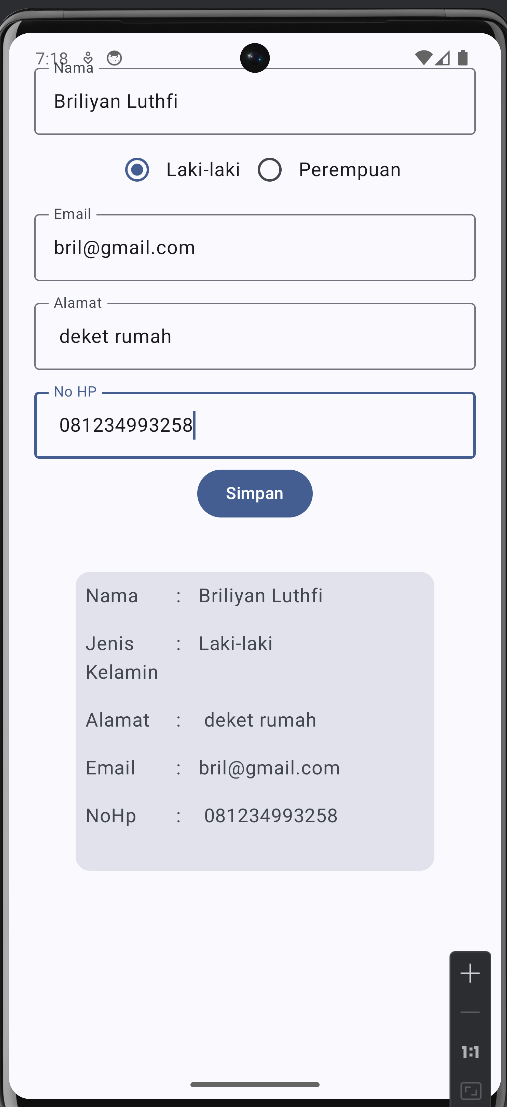 7:18
Nama
Briliyan Luthfi
Laki-laki Perempuan
Email
bril@gmail.com
Alamat
deket rumah
No HP
081234993258
Simpan
Nama : Briliyan Luthfi
Jenis Kelamin : Laki-laki
Alamat : deket rumah
Email : bril@gmail.com
NoHp : 081234993258
1:1